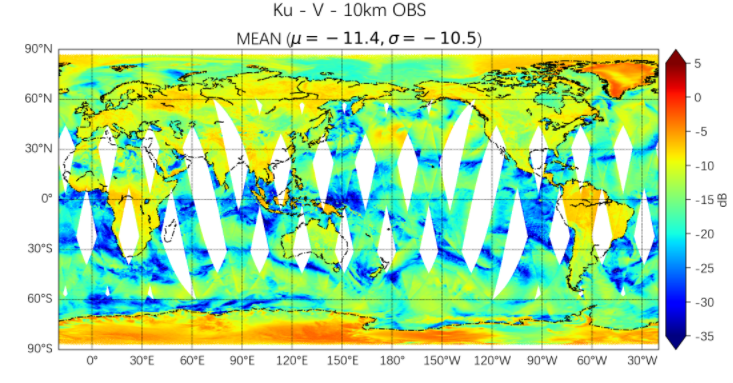 Ku - V - 10km OBS
MEAN (μ = −11.4, σ = −10.5)
90°N
60°N
30°N
0°
30°S
60°S
90°S
0° 30°E 60°E 90°E 120°E 150°E 180° 150°W 120°W 90°W 60°W 30°W
5
0
-5
-10
-15
-20
-25
-30
-35
dB